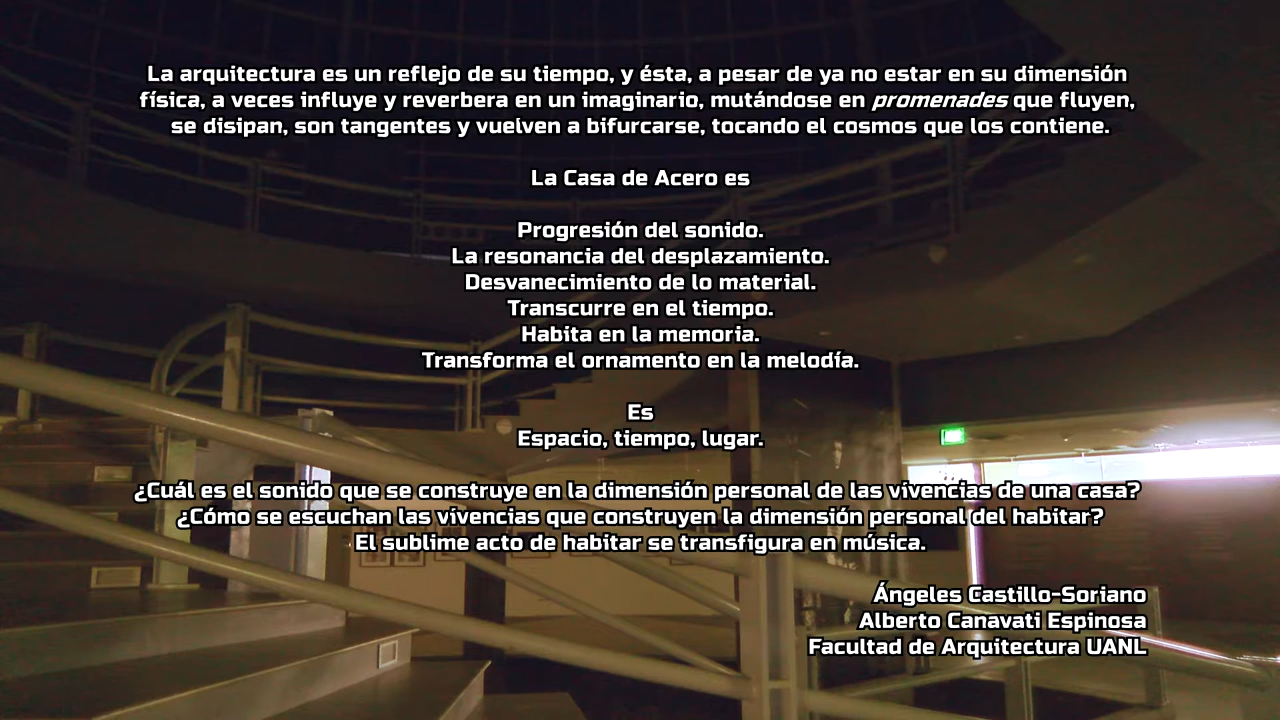 La arquitectura es un reflejo de su tiempo, y ésta, a pesar de ya no estar en su dimensión
física, a veces influye y reverbera en un imaginario, mutándose en promenades que fluyen,
se disipan, son tangentes y vuelven a bifurcarse, tocando el cosmos que los contiene.
La Casa de Acero es
Progresión del sonido.
La resonancia del desplazamiento.
Desvanecimiento de lo material.
Transcurre en el tiempo.
Habita en la memoria.
Transforma el ornamento en la melodía.
Es
Espacio, tiempo, lugar.
¿Cuál es el sonido que se construye en la dimensión personal de las vívencias de una casa?
¿Cómo se escuchan las vívencias que construyen la dimensión personal del habitar?
El sublime acto de habitar se transfigura en música.
Ángeles Castillo-Soriano
Alberto Canavati Espinosa
Facultad de Arquitectura UANL